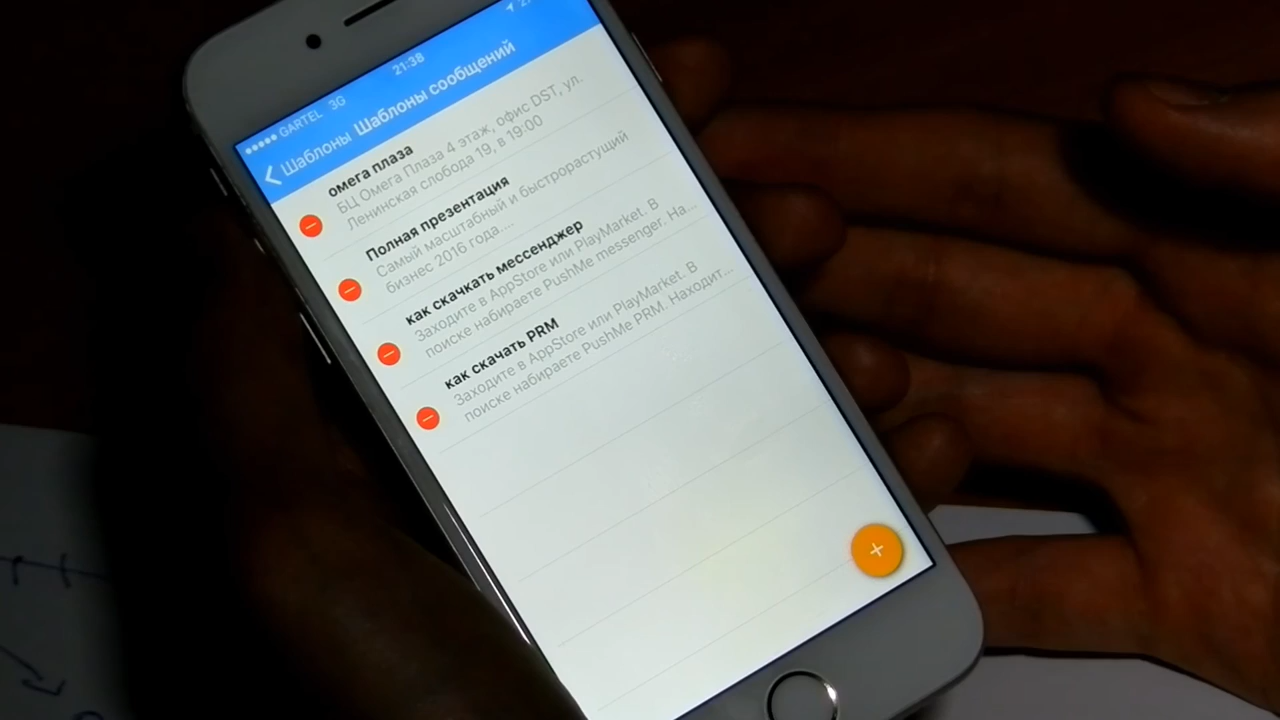 GARTEL 3G 21:38
Шаблоны Шаблоны сообщений
омега плаза
БЦ Омега Плаза 4 этаж, офис DST, ул.
Ленинская слобода 19, в 19:00
Полная презентация
Самый масштабный и быстрорастущий
бизнес 2016 года....
как скачкать мессенджер
Заходите в AppStore или PlayMarket. В
поиске набираете PushMe messenger. На...
как скачать PRM
Заходите в AppStore или PlayMarket. В
поиске набираете PushMe PRM. Находит...